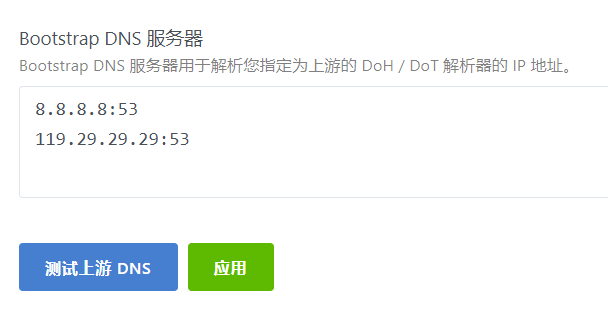 Bootstrap DNS 服务器
Bootstrap DNS 服务器用于解析您指定为上游的 DoH / DoT 解析器的 IP 地址。
8.8.8.8:53
119.29.29.29:53
测试上游 DNS
应用